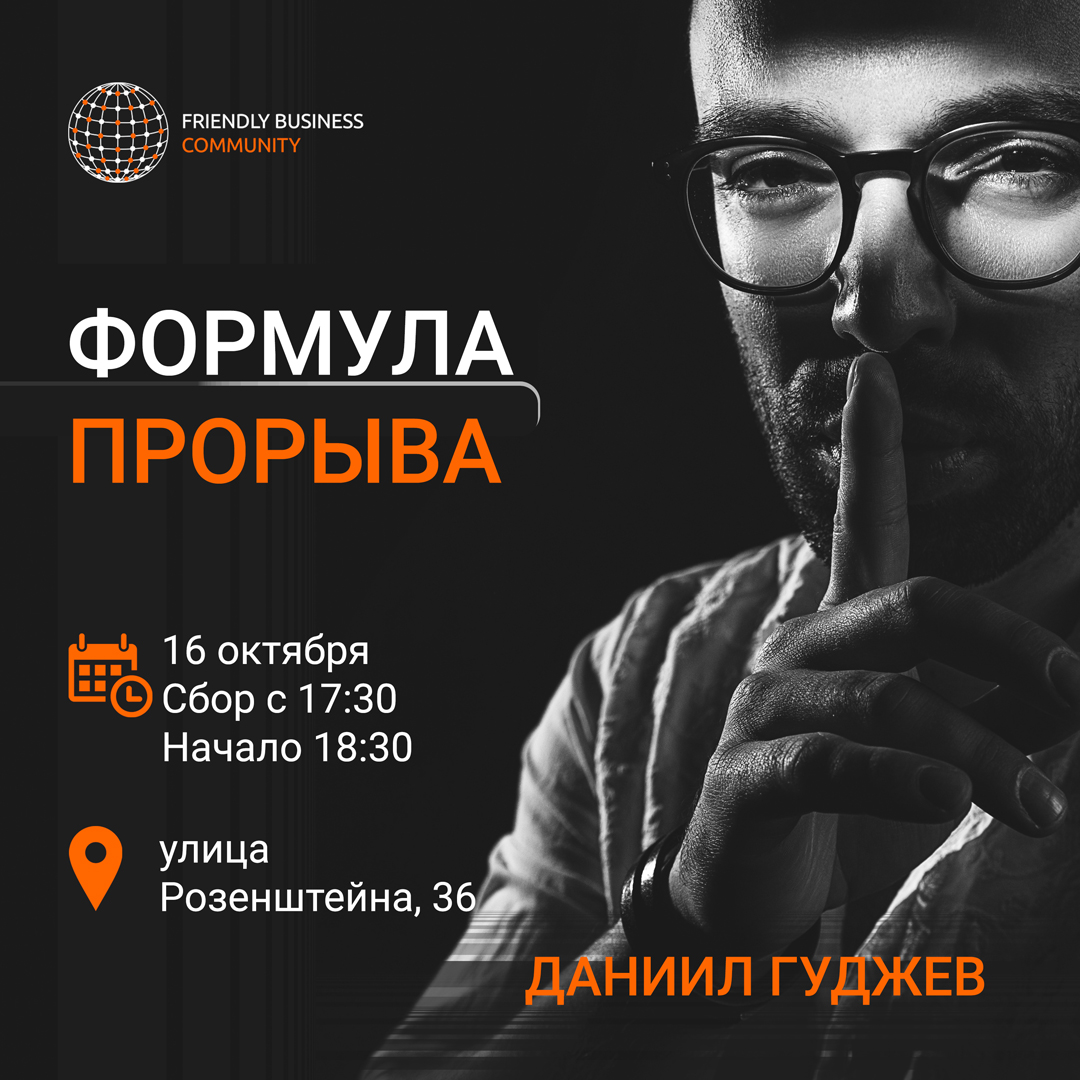 FRIENDLY BUSINESS
COMMUNITY
ФОРМУЛА
ПРОРЫВА
16 октября
Сбор с 17:30
Начало 18:30
улица
Розенштейна, 36
ДАНИИЛ ГУДЖЕВ